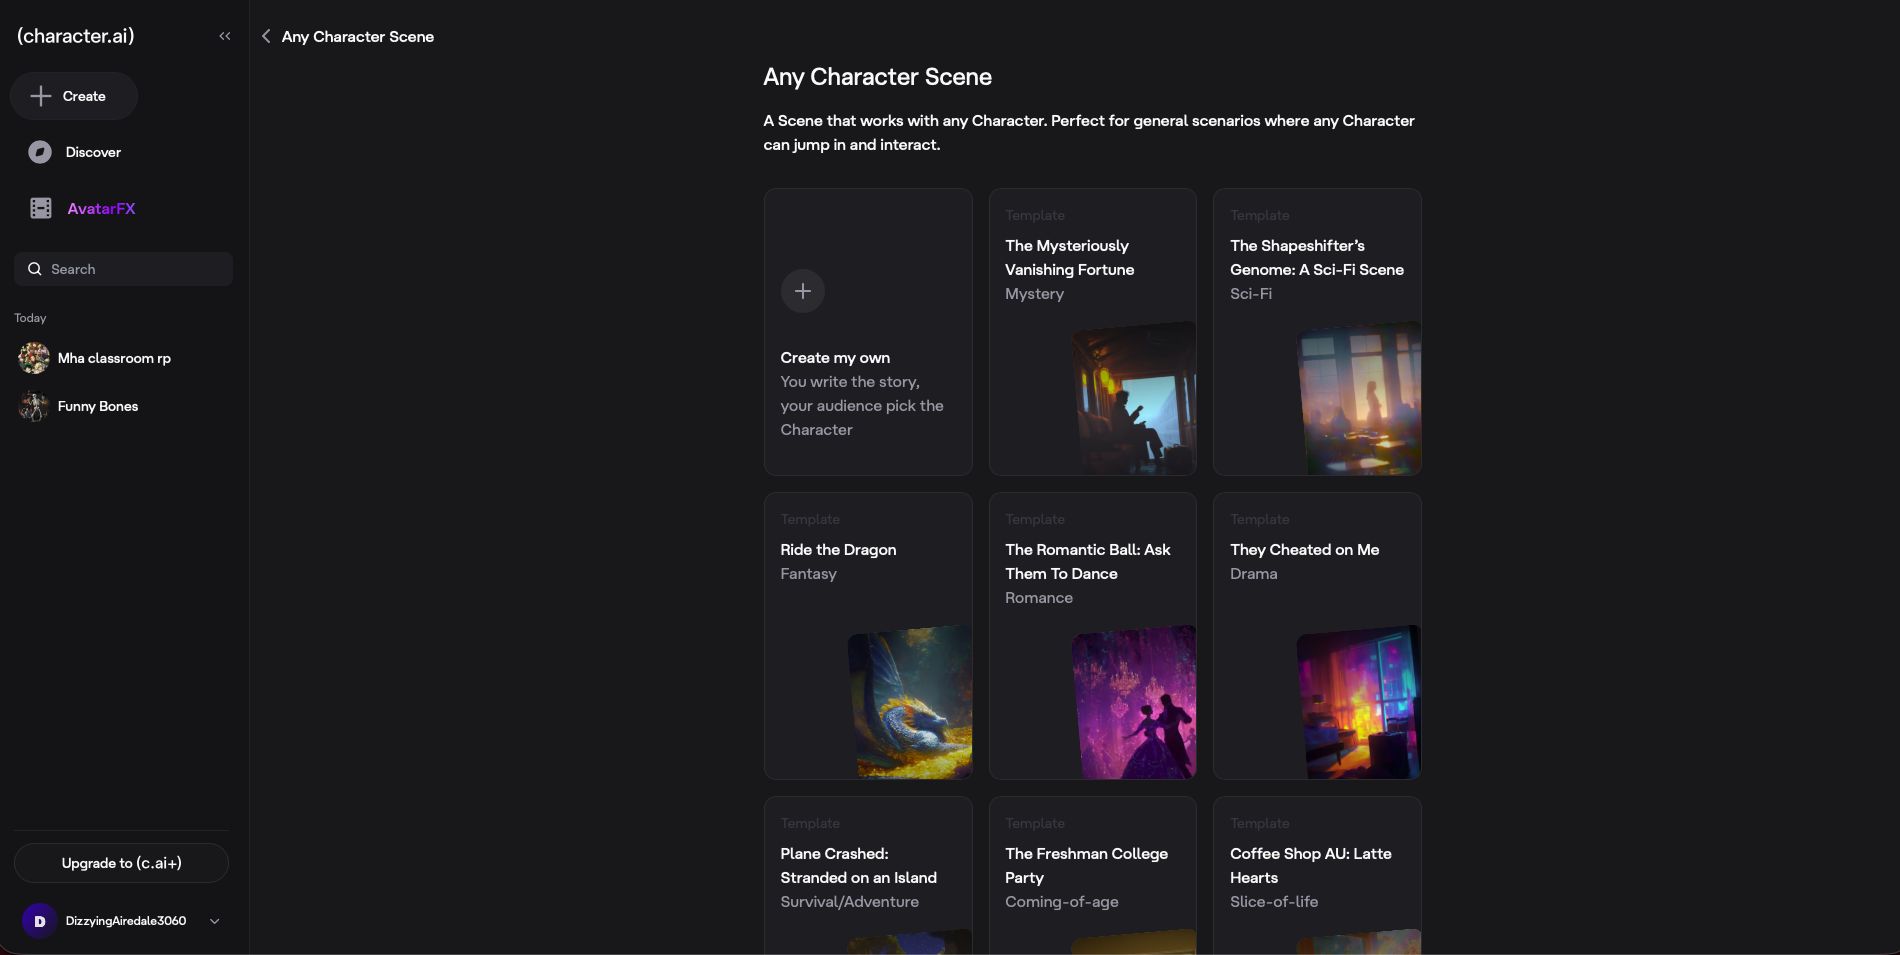 (character.ai)
Create
Discover
AvatarFX
Search
Today
Mha classroom rp
Funny Bones
Upgrade to (c.ai+)
D
DizzyingAiredale3060
Any Character Scene
Any Character Scene
A Scene that works with any Character. Perfect for general scenarios where any Character
can jump in and interact.
Create my own
You write the story,
your audience pick the
Character
Template
The Mysteriously
Vanishing Fortune
Mystery
Template
The Shapeshifter’s
Genome: A Sci-Fi Scene
Sci-Fi
Template
Ride the Dragon
Fantasy
Template
The Romantic Ball: Ask
Them To Dance
Romance
Template
They Cheated on Me
Drama
Template
Plane Crashed:
Stranded on an Island
Survival/Adventure
Template
The Freshman College
Party
Coming-of-age
Template
Coffee Shop AU: Latte
Hearts
Slice-of-life